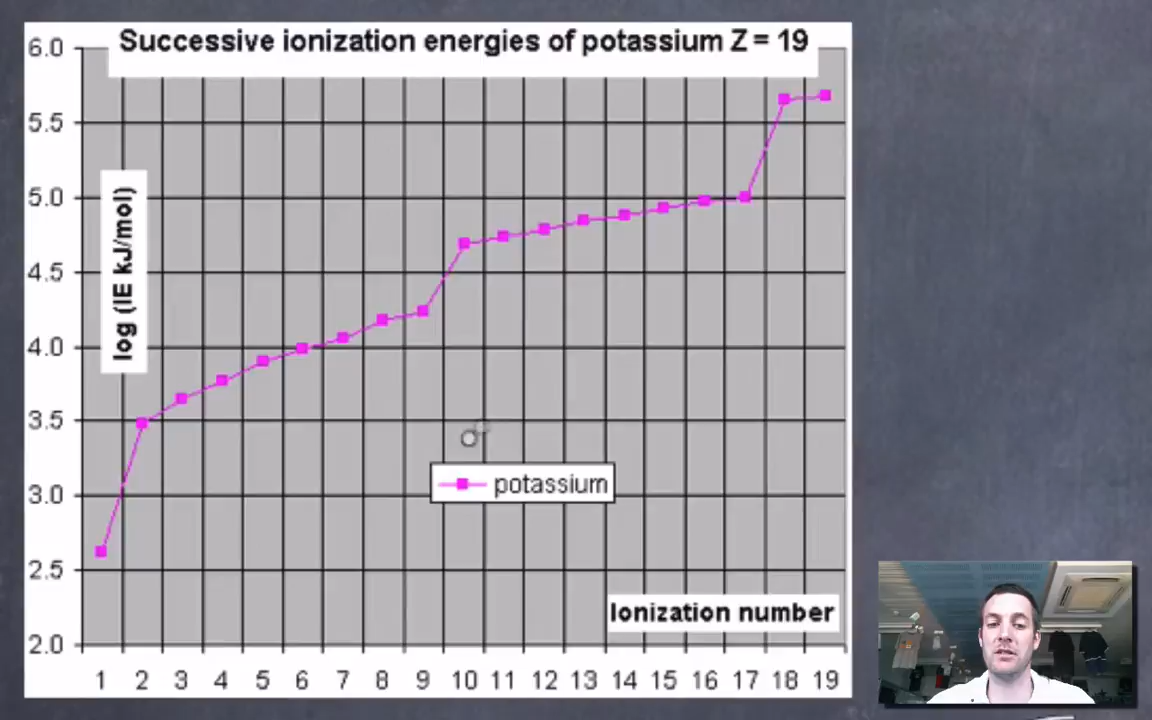 Successive ionization energies of potassium Z = 19
6.0
5.5
5.0
4.5
4.0
3.5
3.0
2.5
2.0
log (IE kJ/mol)
potassium
Ionization number
1 2 3 4 5 6 7 8 9 10 11 12 13 14 15 16 17 18 19